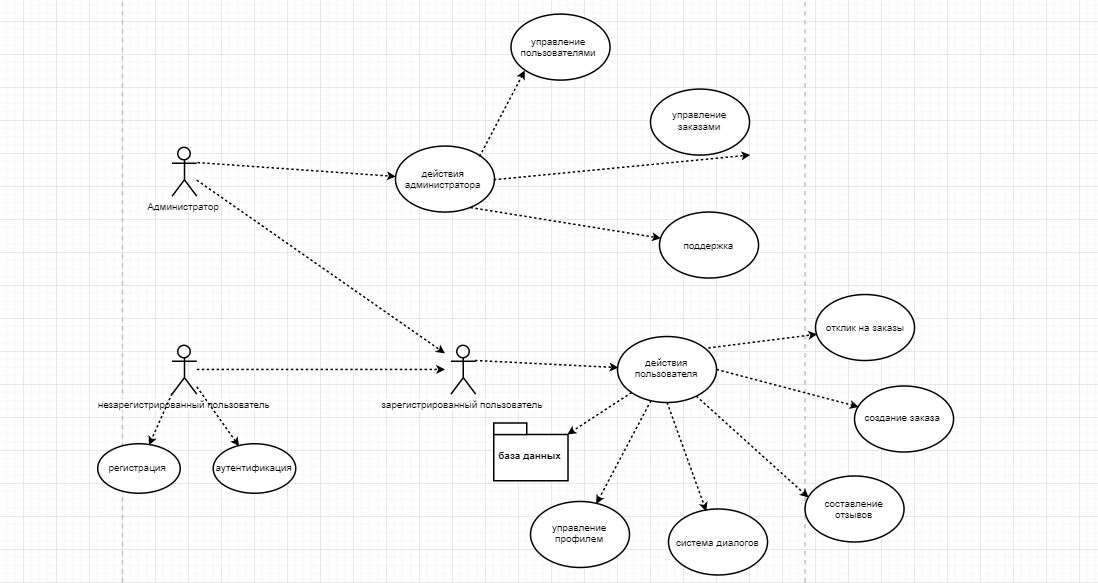 управление
пользователями
управление
заказами
действия
администратора
Администратор
поддержка
отклик на заказы
действия
пользователя
незарегистрированный пользователь
зарегистрированный пользователь
создание заказа
база данных
регистрация
аутентификация
составление
отзывов
управление
профилем
система диалогов